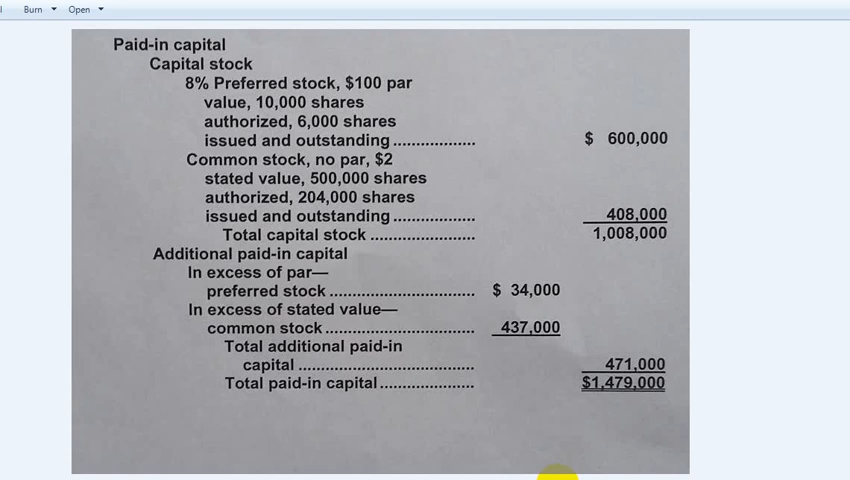 Burn Open
Paid-in capital
Capital stock
8% Preferred stock, $100 par
value, 10,000 shares
authorized, 6,000 shares
issued and outstanding .................. $ 600,000
Common stock, no par, $2
stated value, 500,000 shares
authorized, 204,000 shares
issued and outstanding .................. 408,000
Total capital stock ....................... 1,008,000
Additional paid-in capital
In excess of par—
preferred stock ................................ $ 34,000
In excess of stated value—
common stock ................................. 437,000
Total additional paid-in
capital ....................................... 471,000
Total paid-in capital ..................... $1,479,000